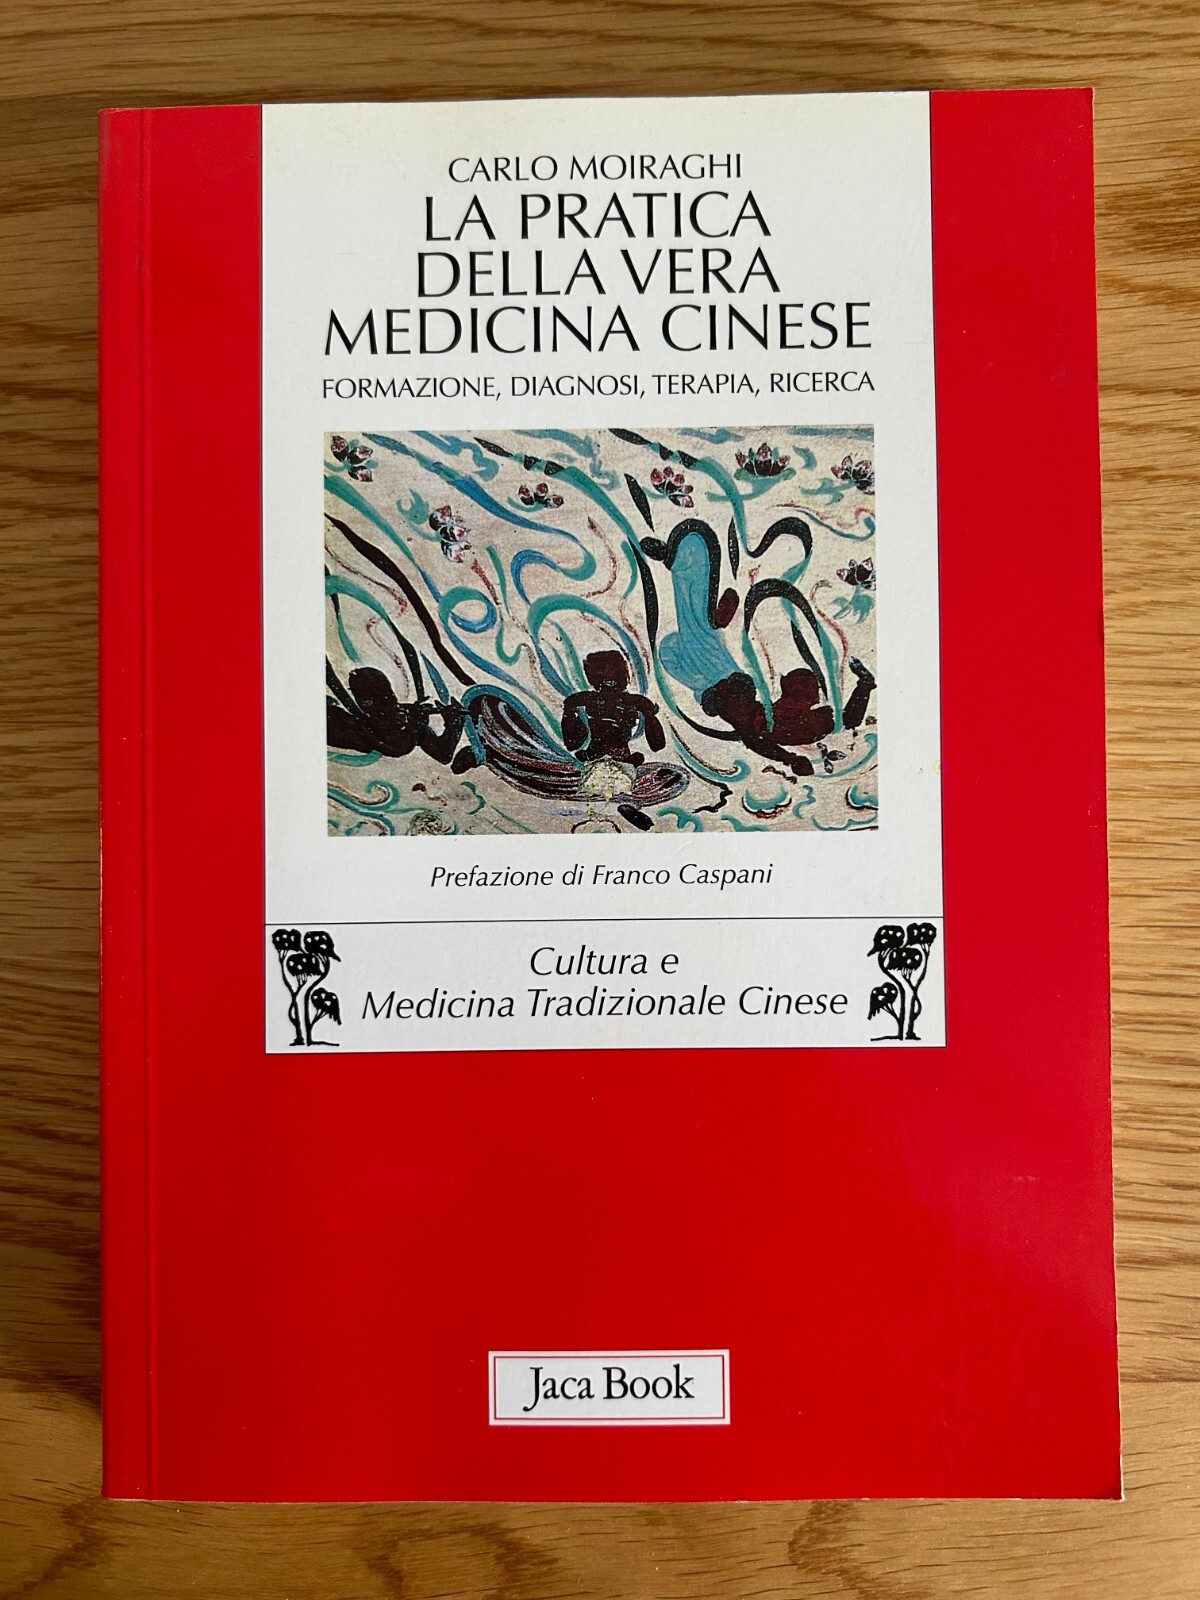 CARLO MOIRAGHI
LA PRATICA
DELLA VERA
MEDICINA CINESE
FORMAZIONE, DIAGNOSI, TERAPIA, RICERCA
Prefazione di Franco Caspani
Cultura e
Medicina Tradizionale Cinese
Jaca Book